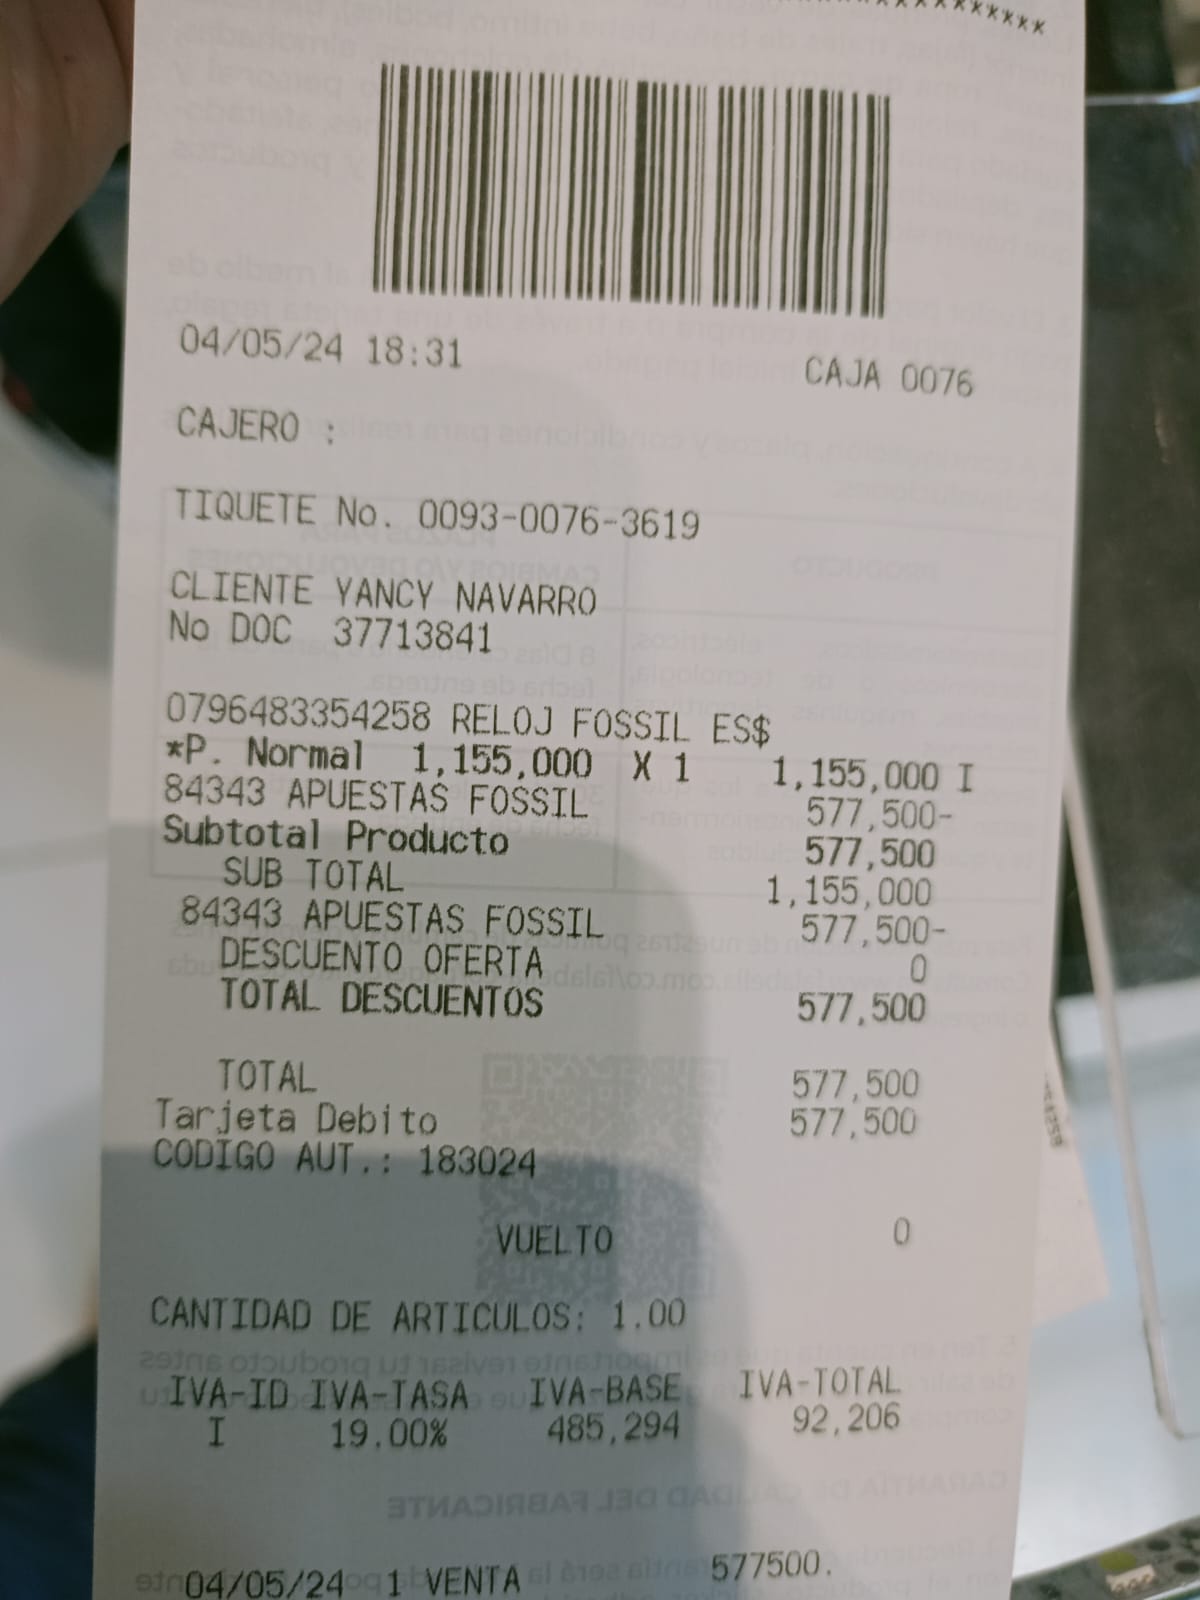 04/05/24 18:31 CAJA 0076
CAJERO :
TIQUETE No. 0093-0076-3619
CLIENTE YANCY NAVARRO
No DOC 37713841
0796483354258 RELOJ FOSSIL ES$
*P. Normal 1,155,000 X 1 1,155,000 I
84343 APUESTAS FOSSIL 577,500-
Subtotal Producto 577,500
SUB TOTAL 1,155,000
84343 APUESTAS FOSSIL 577,500-
DESCUENTO OFERTA 0
TOTAL DESCUENTOS 577,500
TOTAL 577,500
Tarjeta Debito 577,500
CODIGO AUT.: 183024
VUELTO 0
CANTIDAD DE ARTICULOS: 1.00
IVA-ID IVA-TASA IVA-BASE IVA-TOTAL
I 19.00% 485,294 92,206
04/05/24 1 VENTA 577500.